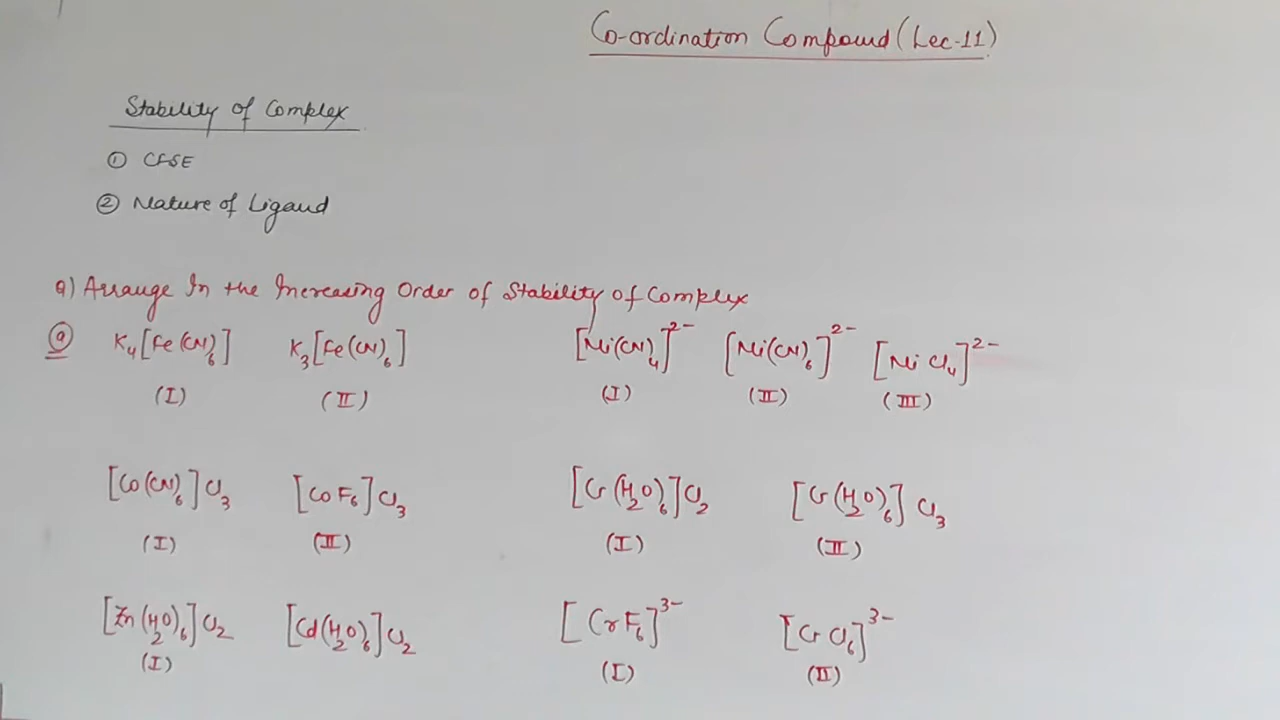 Co-ordination Compound (Lec-11)
Stability of Complex
① CFSE
② Nature of Ligand
Q) Arrange In the Increasing Order of Stability of Complex
ⓐ K₄[Fe(CN)₆] K₃[Fe(CN)₆] [Ni(CN)₄]²⁻ [Ni(CN)₆]²⁻ [NiCl₄]²⁻
(I) (II) (I) (II) (III)
[Co(CN)₆]Cl₃ [CoF₆]Cl₃ [Cr(H₂O)₆]Cl₂ [Cr(H₂O)₆]Cl₃
(I) (II) (I) (II)
[Zn(H₂O)₆]Cl₂ [Cd(H₂O)₆]Cl₂ [CrF₆]³⁻ [CrCl₆]³⁻
(I) (I) (II)